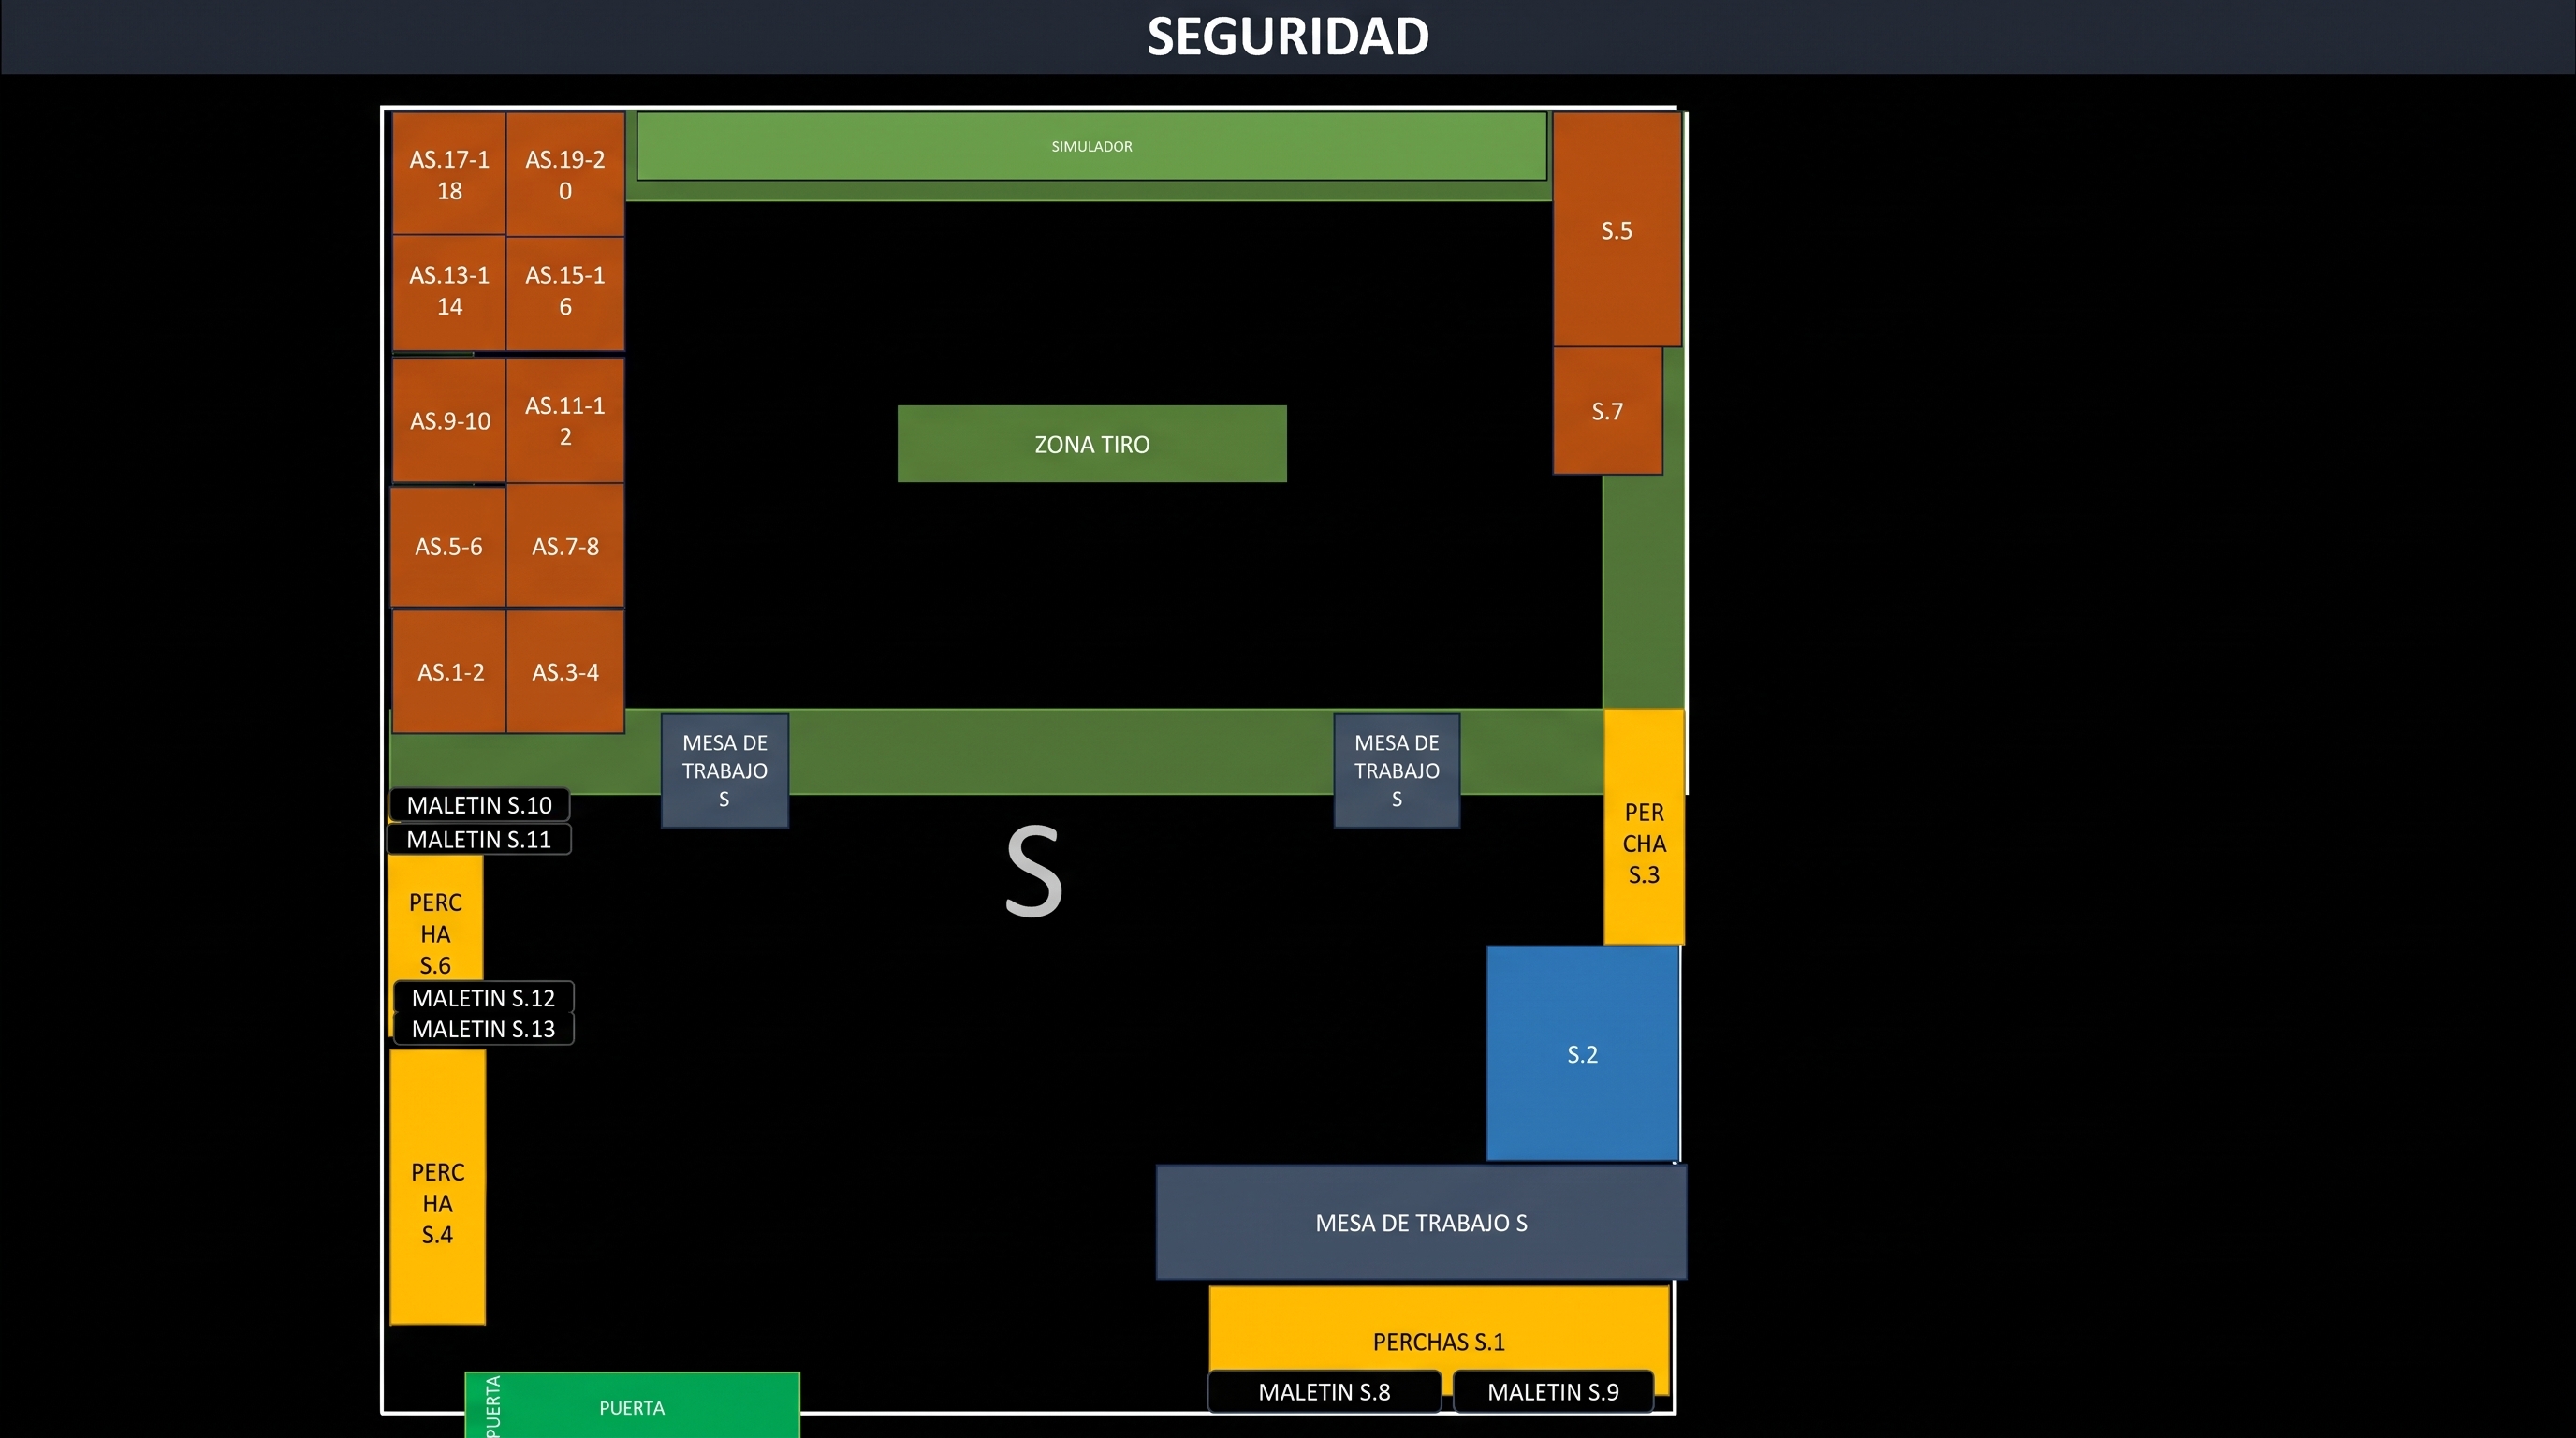 SEGURIDAD
AS.17-1
18
AS.19-2
0
SIMULADOR
S.5
AS.13-1
14
AS.15-1
6
AS.9-10
AS.11-1
2
S.7
ZONA TIRO
AS.5-6
AS.7-8
AS.1-2
AS.3-4
MESA DE
TRABAJO
S
MESA DE
TRABAJO
S
MALETIN S.10
MALETIN S.11
PER
CHA
S.3
S
PERC
HA
S.6
MALETIN S.12
MALETIN S.13
S.2
PERC
HA
S.4
MESA DE TRABAJO S
PERCHAS S.1
MALETIN S.8
MALETIN S.9
PUERTA
PUERTA